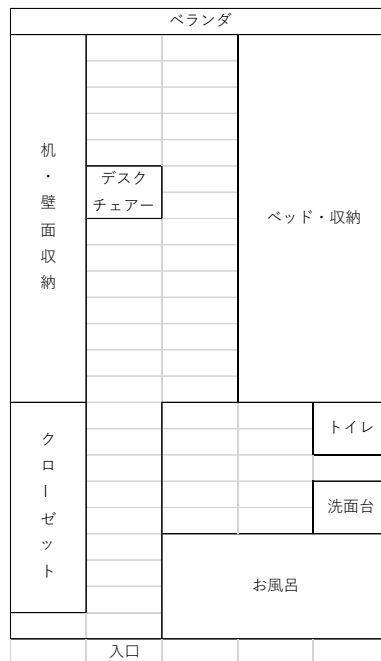 ベランダ
机・壁面収納
デスク
チェアー
ベッド・収納
クローゼット
トイレ
洗面台
お風呂
入口